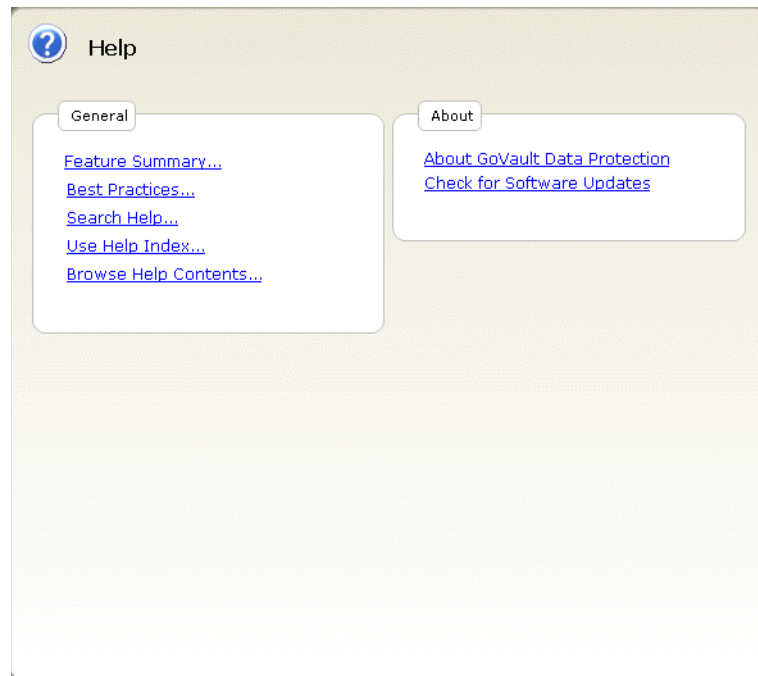 Help
General
Feature Summary...
Best Practices...
Search Help...
Use Help Index...
Browse Help Contents...
About
About GoVault Data Protection
Check for Software Updates